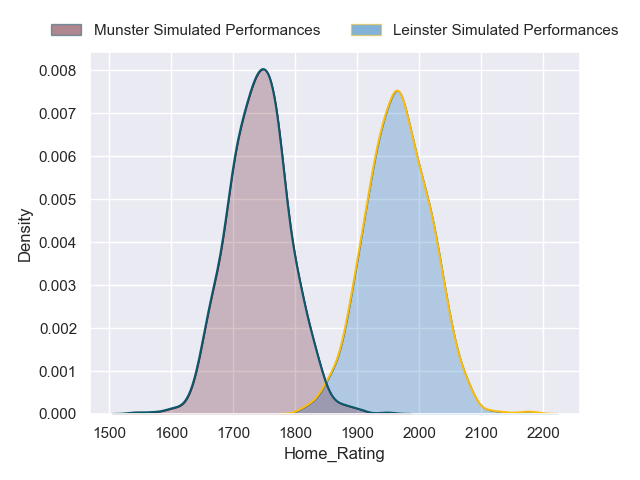 Munster Simulated Performances Leinster Simulated Performances
0.008
0.007
0.006
0.005
0.004
0.003
0.002
0.001
0.000
Density
1500 1600 1700 1800 1900 2000 2100 2200
Home_Rating